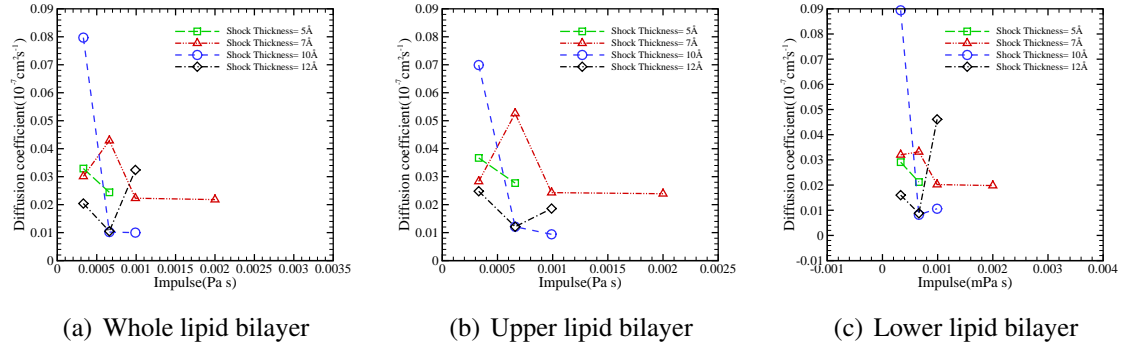 0.09
0.08
0.07
0.06
0.05
0.04
0.03
0.02
0.01
0
Diffusion coefficient(10⁻⁷cm²s⁻¹)
Shock Thickness= 5Å
Shock Thickness= 7Å
Shock Thickness= 10Å
Shock Thickness= 12Å
0 0.0005 0.001 0.0015 0.002 0.0025 0.003 0.0035
Impulse(Pa s)
(a) Whole lipid bilayer
0.09
0.08
0.07
0.06
0.05
0.04
0.03
0.02
0.01
0
Diffusion coefficient(10⁻⁷cm²s⁻¹)
Shock Thickness= 5Å
Shock Thickness= 7Å
Shock Thickness= 10Å
Shock Thickness= 12Å
0 0.0005 0.001 0.0015 0.002 0.0025
Impulse(Pa s)
(b) Upper lipid bilayer
0.09
0.08
0.07
0.06
0.05
0.04
0.03
0.02
0.01
0
-0.01
Diffusion coefficient(10⁻⁷cm²s⁻¹)
Shock Thickness= 5Å
Shock Thickness= 7Å
Shock Thickness= 10Å
Shock Thickness= 12Å
-0.001 0 0.001 0.002 0.003 0.004
Impulse(mPa s)
(c) Lower lipid bilayer